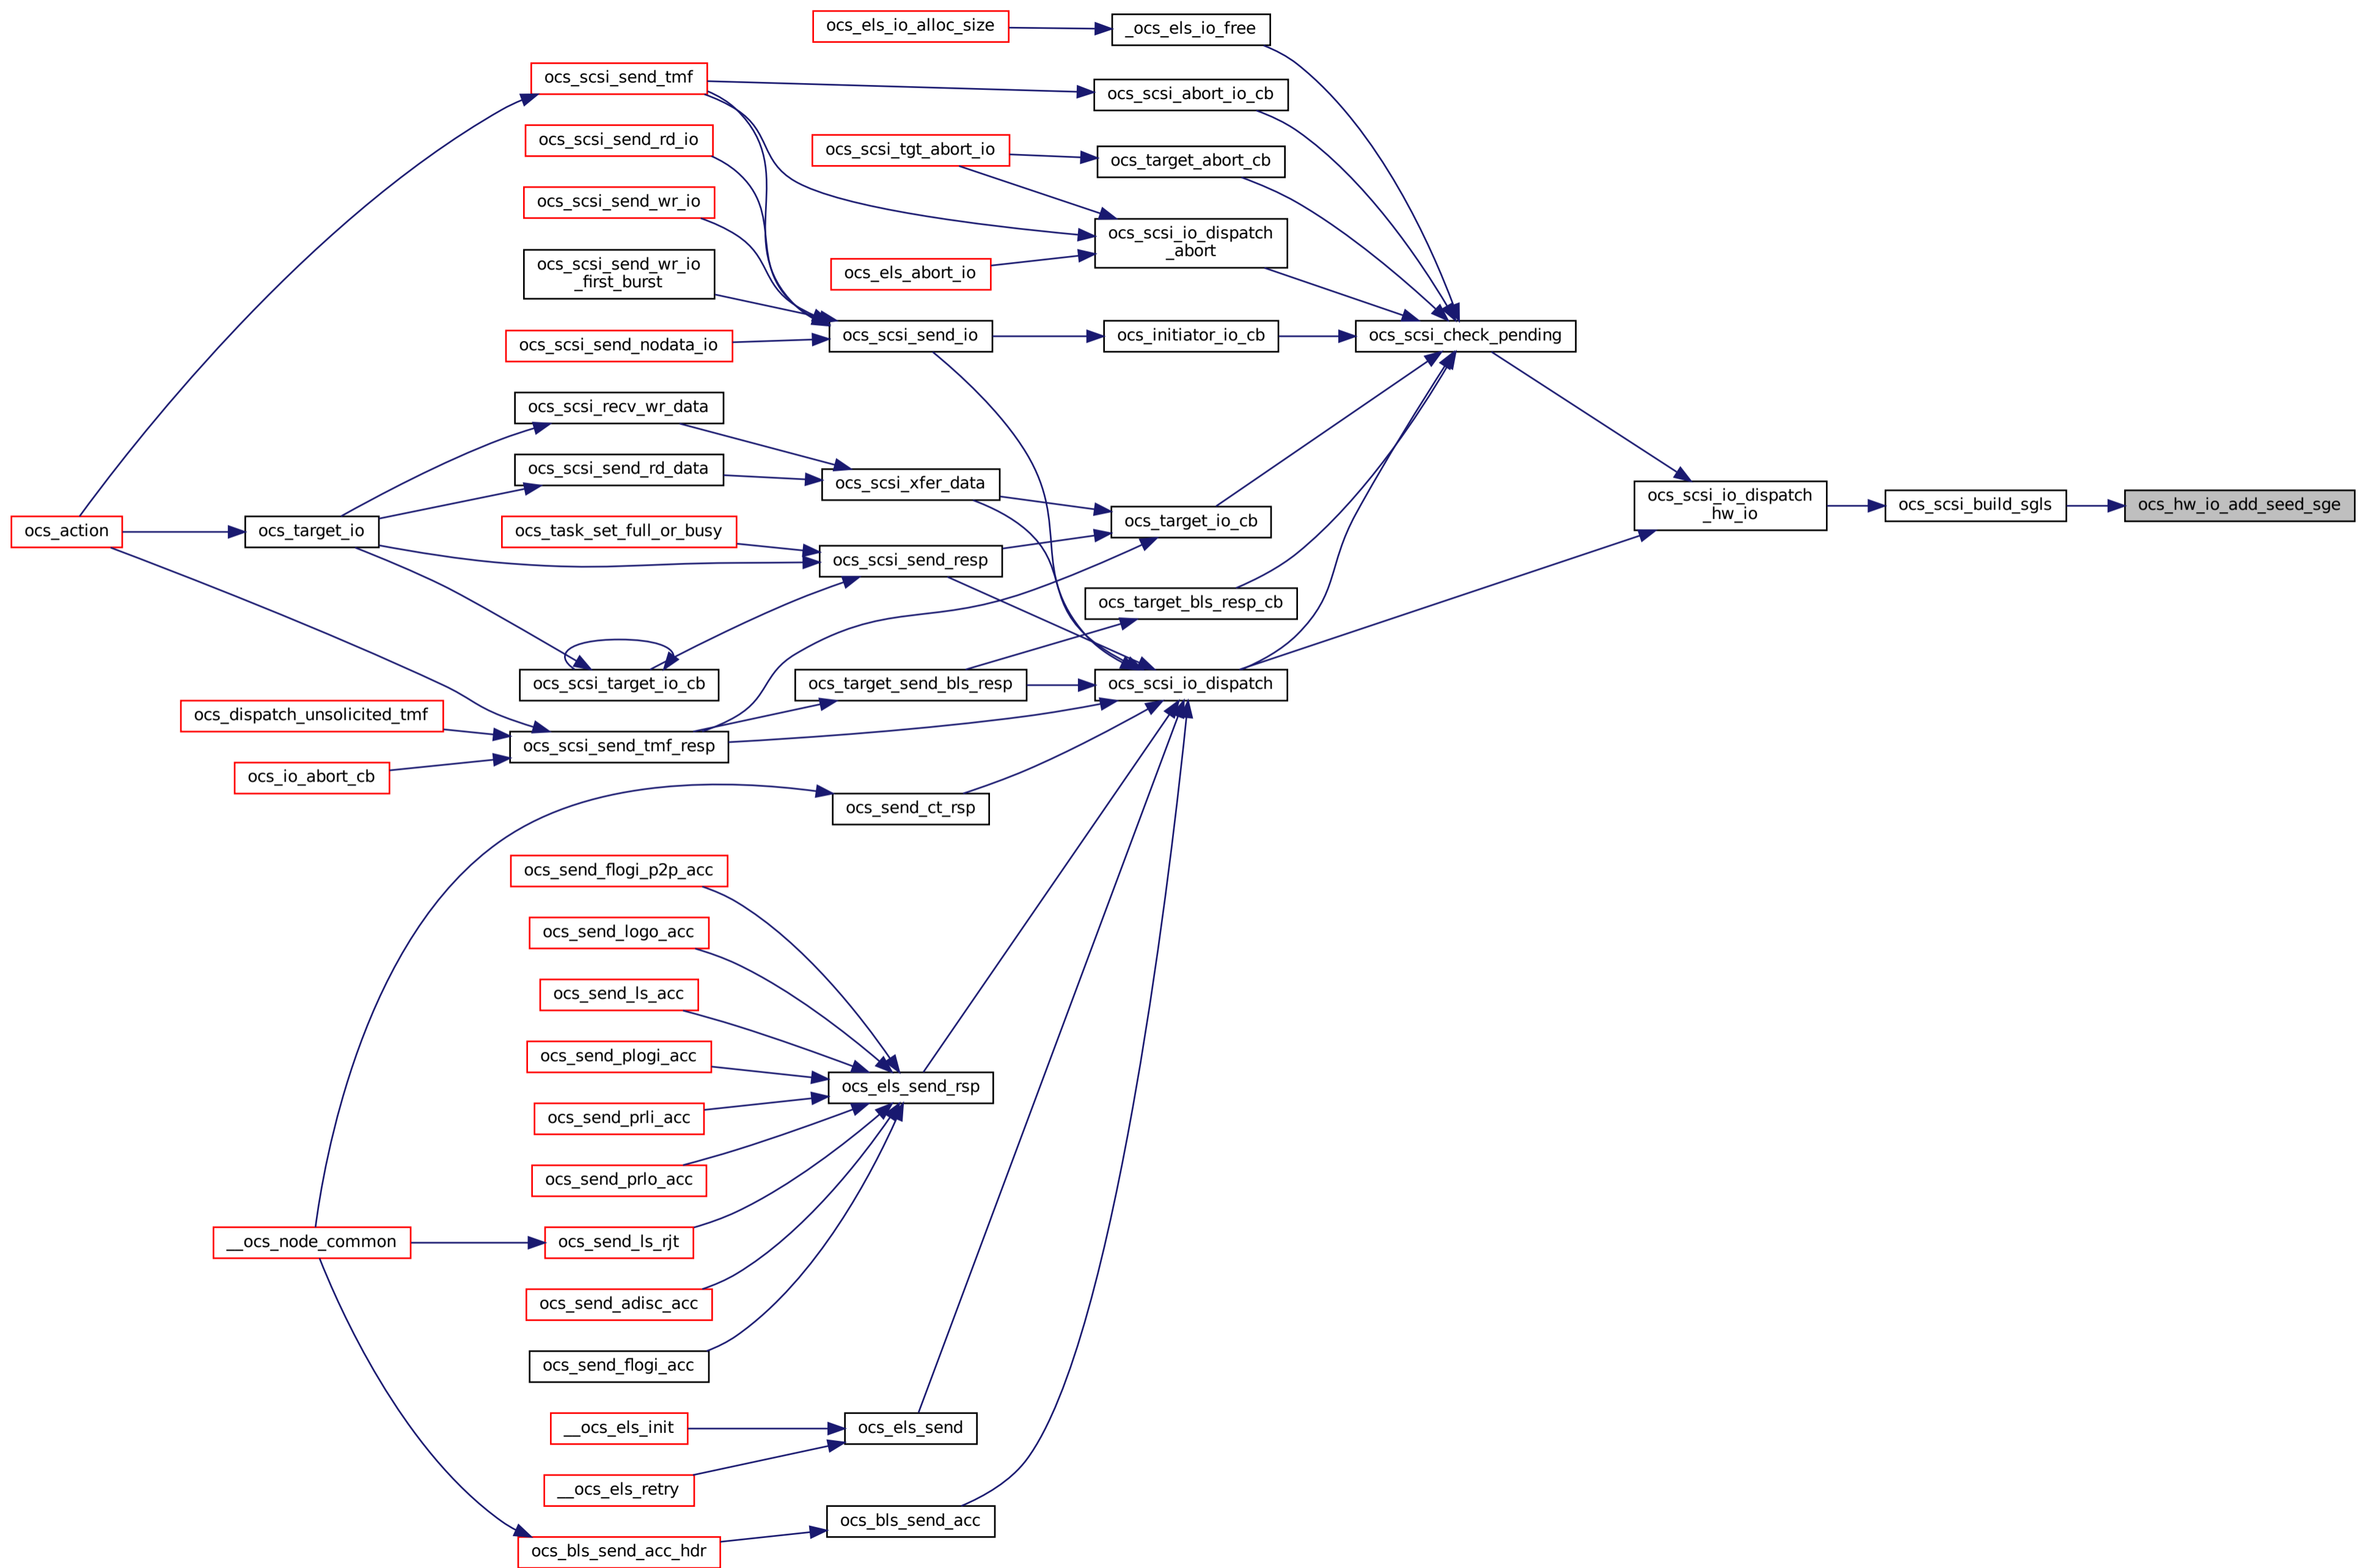 ocs_els_io_alloc_size
_ocs_els_io_free
ocs_scsi_send_tmf
ocs_scsi_abort_io_cb
ocs_scsi_send_rd_io
ocs_scsi_tgt_abort_io
ocs_target_abort_cb
ocs_scsi_send_wr_io
ocs_scsi_io_dispatch
_abort
ocs_scsi_send_wr_io
_first_burst
ocs_els_abort_io
ocs_scsi_send_nodata_io
ocs_scsi_send_io
ocs_initiator_io_cb
ocs_scsi_check_pending
ocs_scsi_recv_wr_data
ocs_scsi_send_rd_data
ocs_scsi_xfer_data
ocs_scsi_io_dispatch
_hw_io
ocs_scsi_build_sgls
ocs_hw_io_add_seed_sge
ocs_action
ocs_target_io
ocs_task_set_full_or_busy
ocs_target_io_cb
ocs_scsi_send_resp
ocs_target_bls_resp_cb
ocs_scsi_target_io_cb
ocs_target_send_bls_resp
ocs_scsi_io_dispatch
ocs_dispatch_unsolicited_tmf
ocs_scsi_send_tmf_resp
ocs_io_abort_cb
ocs_send_ct_rsp
ocs_send_flogi_p2p_acc
ocs_send_logo_acc
ocs_send_ls_acc
ocs_send_plogi_acc
ocs_els_send_rsp
ocs_send_prli_acc
ocs_send_prlo_acc
__ocs_node_common
ocs_send_ls_rjt
ocs_send_adisc_acc
ocs_send_flogi_acc
__ocs_els_init
ocs_els_send
__ocs_els_retry
ocs_bls_send_acc
ocs_bls_send_acc_hdr